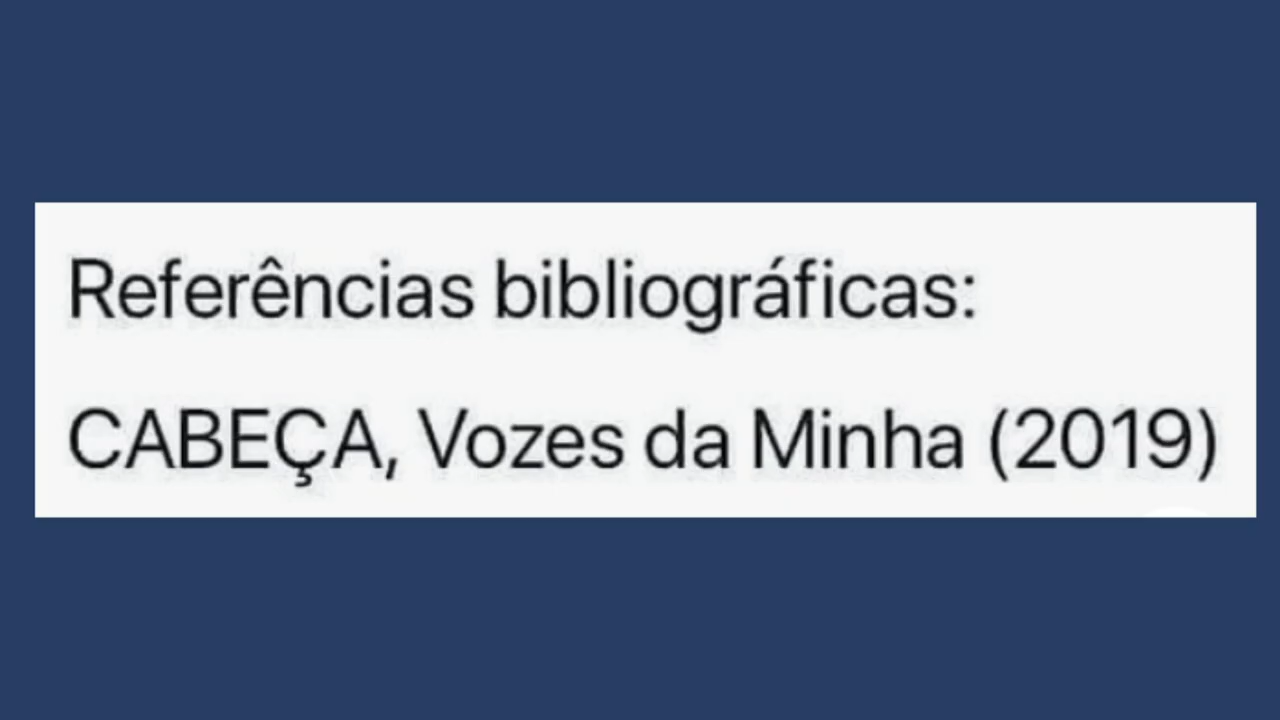 Referências bibliográficas:
CABEÇA, Vozes da Minha (2019)